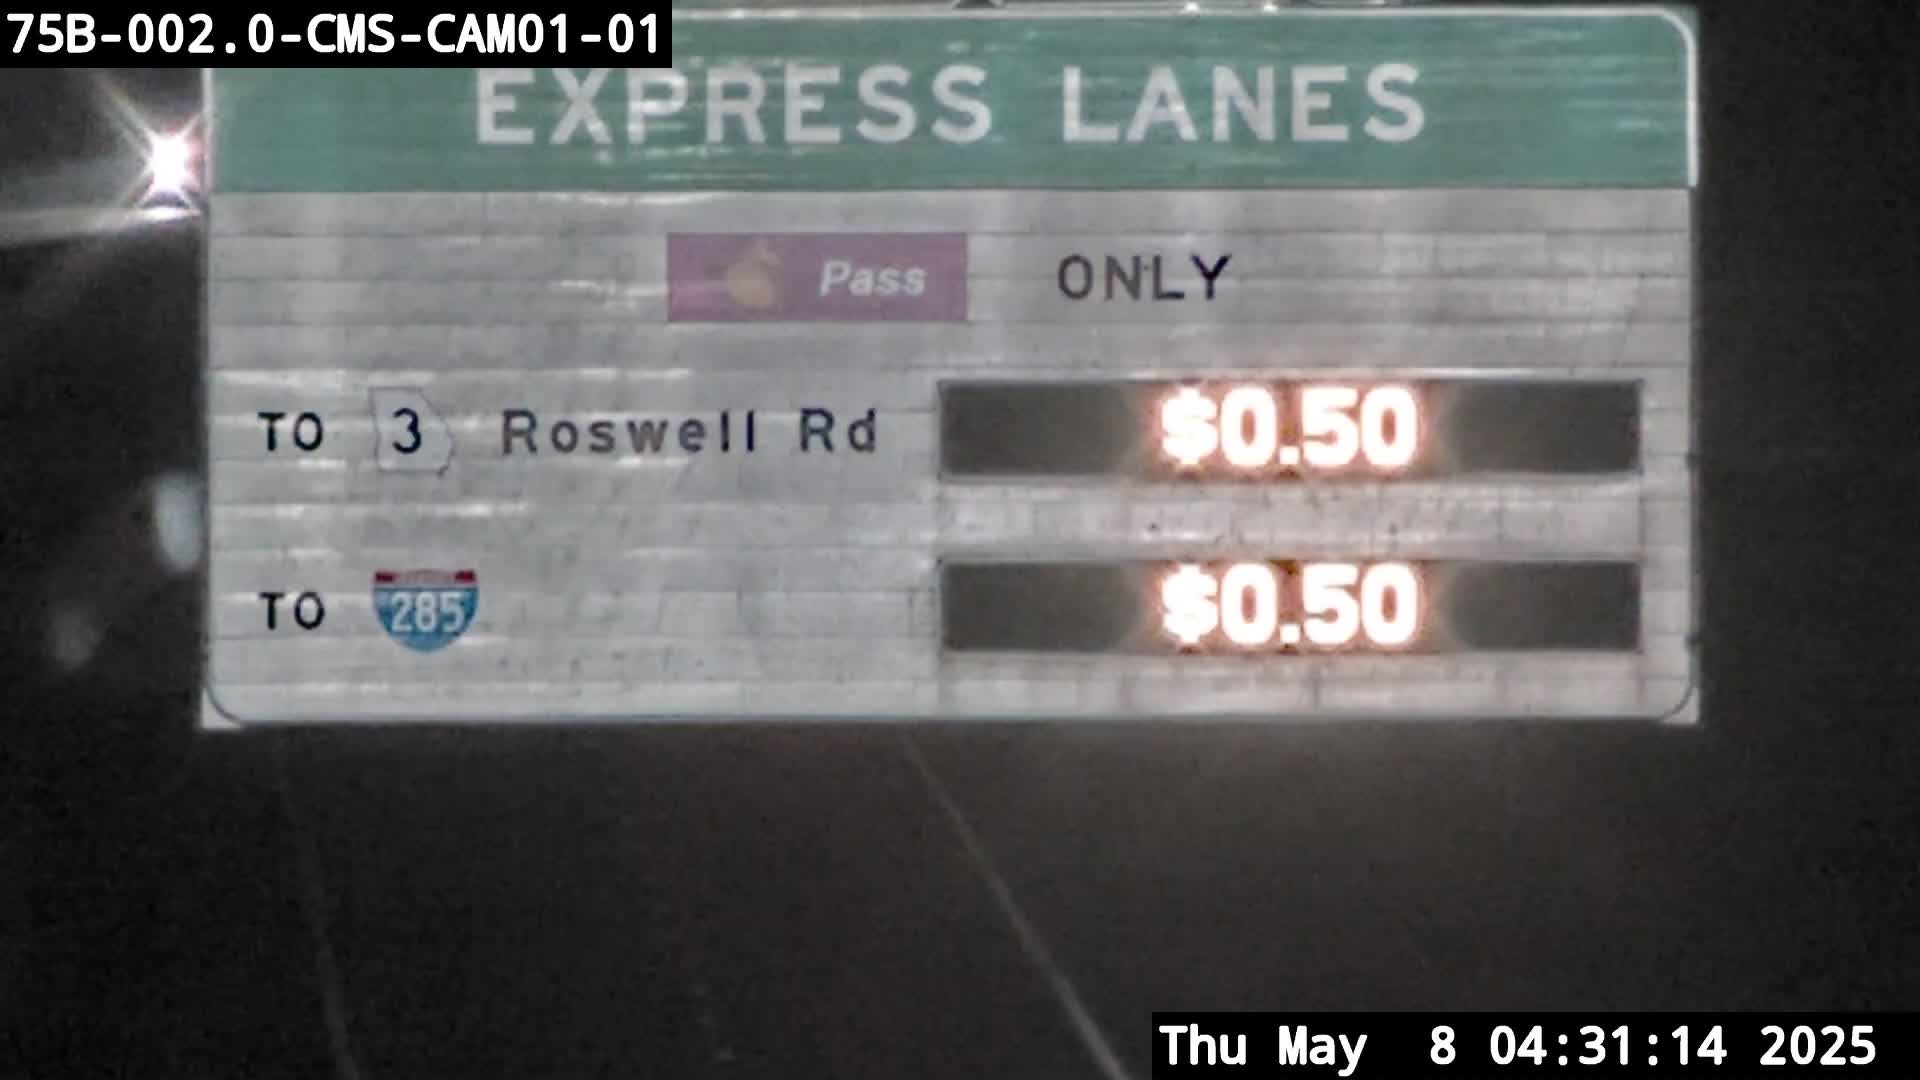 75B-002.0-CMS-CAM01-01
EXPRESS LANES
Pass ONLY
TO 3 Roswell Rd $0.50
TO 285 $0.50
Thu May 8 04:31:14 2025